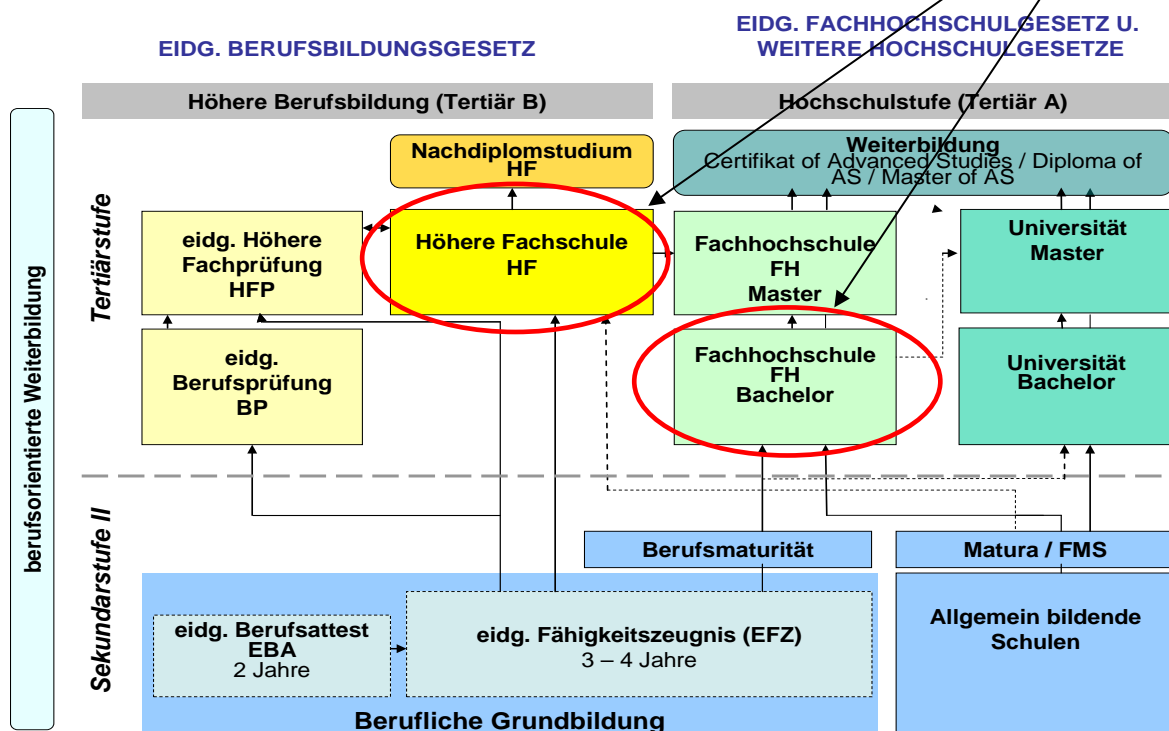 EIDG. BERUFSBILDUNGSGESETZ
EIDG. FACHHOCHSCHULGESETZ U.
WEITERE HOCHSCHULGESETZE
Höhere Berufsbildung (Tertiär B)
Hochschulstufe (Tertiär A)
berufsorientierte Weiterbildung
Tertiärstufe
Nachdiplomstudium
HF
Weiterbildung
Certifikat of Advanced Studies / Diploma of
AS / Master of AS
eidg. Höhere
Fachprüfung
HFP
Höhere Fachschule
HF
Fachhochschule
FH
Master
Universität
Master
eidg.
Berufsprüfung
BP
Fachhochschule
FH
Bachelor
Universität
Bachelor
Sekundarstufe II
Berufsmaturität
Matura / FMS
eidg. Berufsattest
EBA
2 Jahre
eidg. Fähigkeitszeugnis (EFZ)
3 – 4 Jahre
Allgemein bildende
Schulen
Berufliche Grundbildung